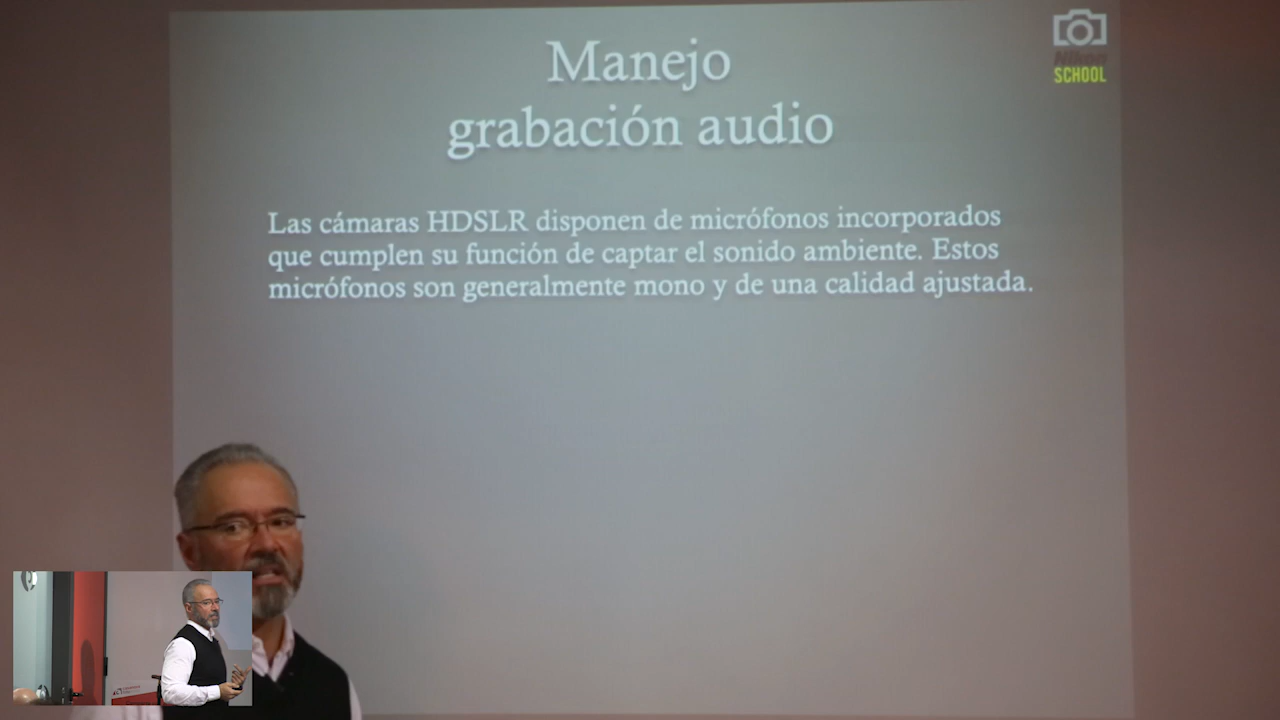 Manejo
grabación audio
SCHOOL
Las cámaras HDSLR disponen de micrófonos incorporados
que cumplen su función de captar el sonido ambiente. Estos
micrófonos son generalmente mono y de una calidad ajustada.